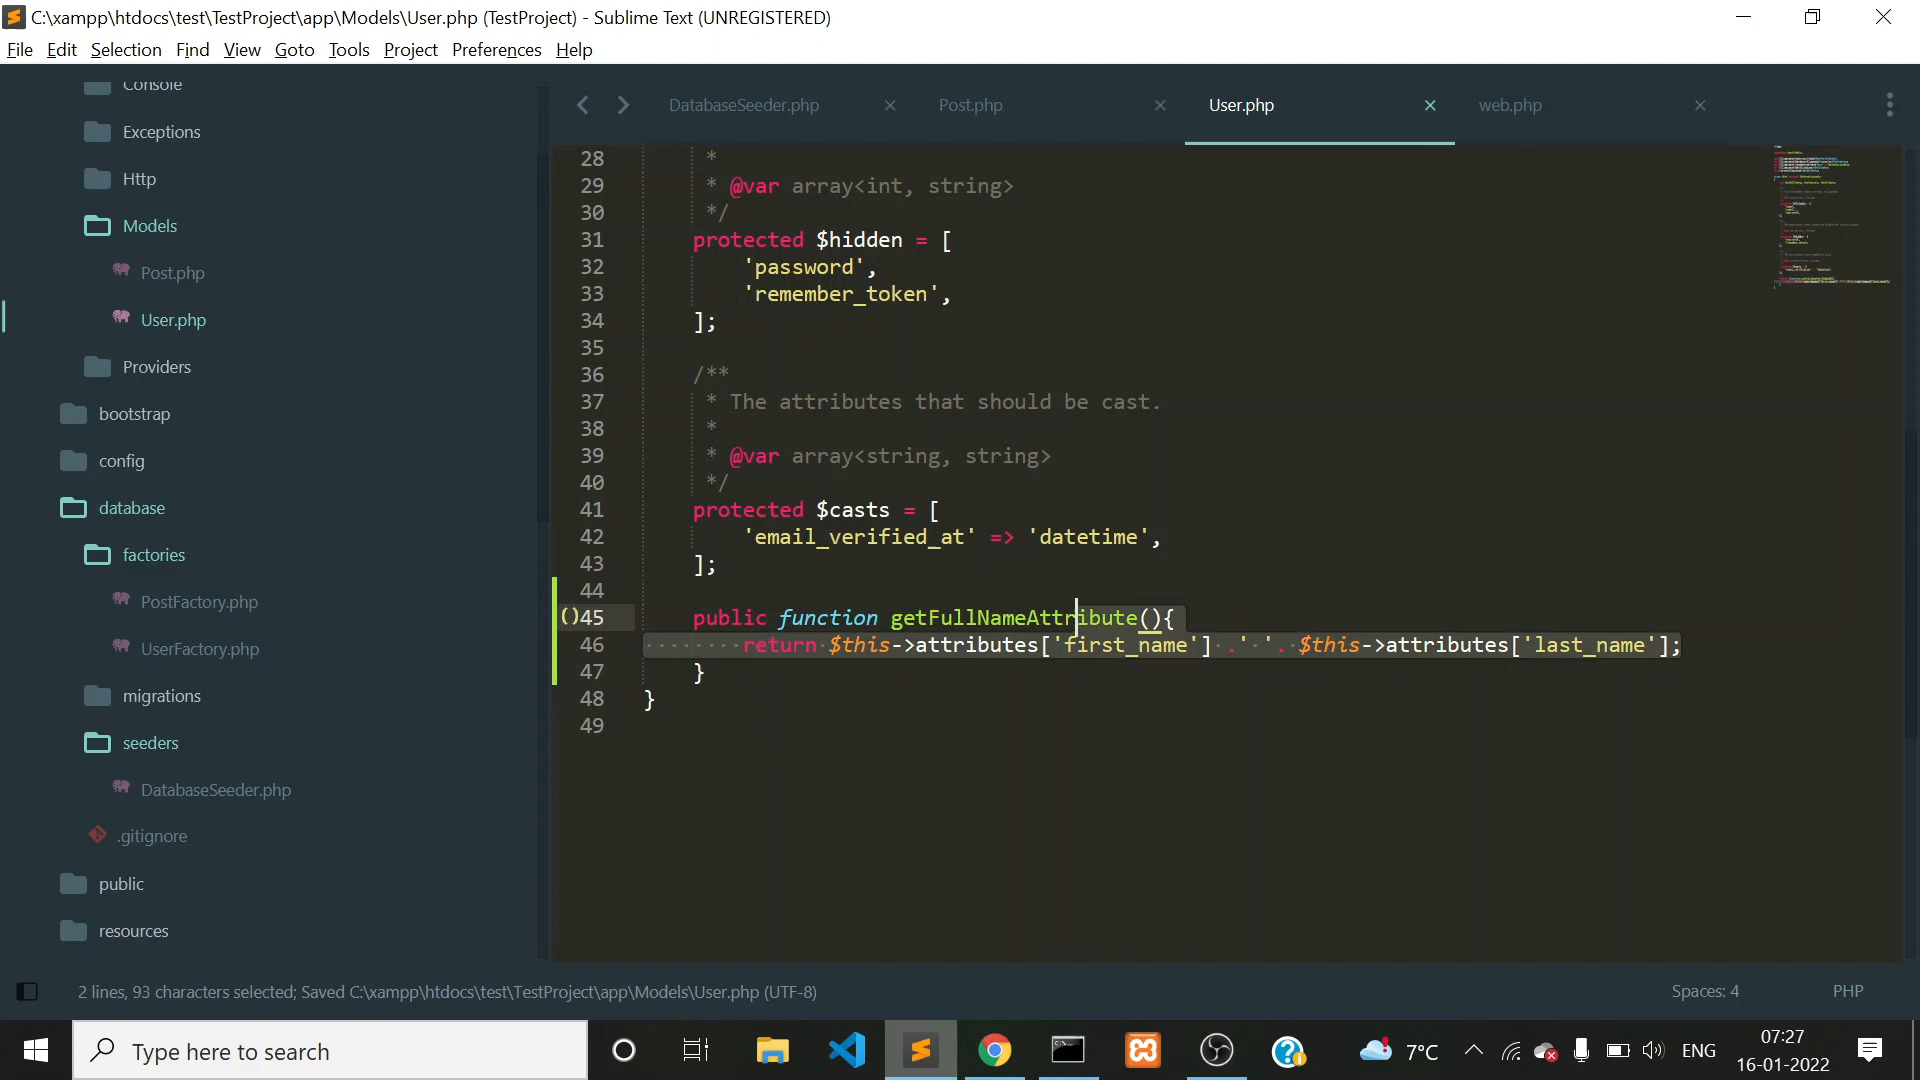 C:\xampp\htdocs\test\TestProject\app\Models\User.php (TestProject) - Sublime Text (UNREGISTERED)
File Edit Selection Find View Goto Tools Project Preferences Help
Console
Exceptions
Http
Models
Post.php
User.php
Providers
bootstrap
config
database
factories
PostFactory.php
UserFactory.php
migrations
seeders
DatabaseSeeder.php
.gitignore
public
resources
DatabaseSeeder.php Post.php User.php web.php
28 *
29 * @var array<int, string>
30 */
31 protected $hidden = [
32 'password',
33 'remember_token',
34 ];
35
36 /**
37 * The attributes that should be cast.
38 *
39 * @var array<string, string>
40 */
41 protected $casts = [
42 'email_verified_at' => 'datetime',
43 ];
44
()45 public function getFullNameAttribute(){
46 return $this->attributes['first_name'] .' '. $this->attributes['last_name'];
47 }
48 }
49
2 lines, 93 characters selected; Saved C:\xampp\htdocs\test\TestProject\app\Models\User.php (UTF-8) Spaces: 4 PHP
Type here to search 7°C ENG 07:27
16-01-2022